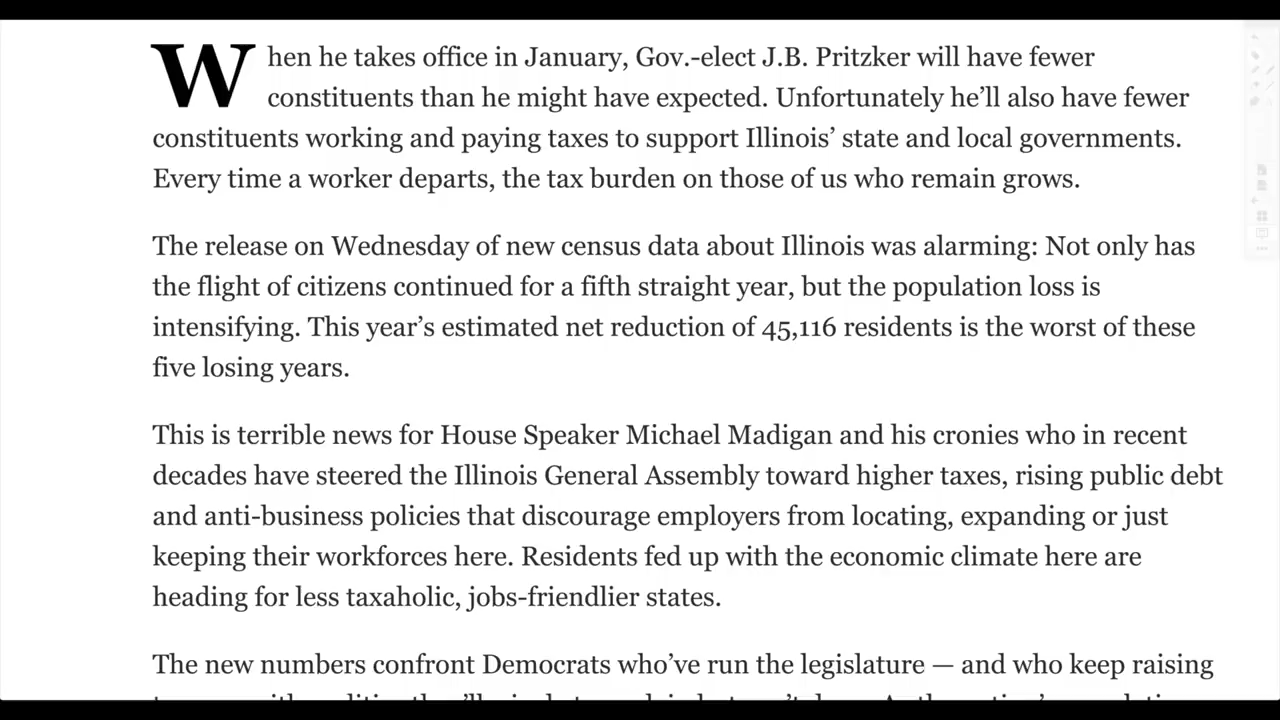 When he takes office in January, Gov.-elect J.B. Pritzker will have fewer
constituents than he might have expected. Unfortunately he’ll also have fewer
constituents working and paying taxes to support Illinois’ state and local governments.
Every time a worker departs, the tax burden on those of us who remain grows.
The release on Wednesday of new census data about Illinois was alarming: Not only has
the flight of citizens continued for a fifth straight year, but the population loss is
intensifying. This year’s estimated net reduction of 45,116 residents is the worst of these
five losing years.
This is terrible news for House Speaker Michael Madigan and his cronies who in recent
decades have steered the Illinois General Assembly toward higher taxes, rising public debt
and anti-business policies that discourage employers from locating, expanding or just
keeping their workforces here. Residents fed up with the economic climate here are
heading for less taxaholic, jobs-friendlier states.
The new numbers confront Democrats who’ve run the legislature — and who keep raising